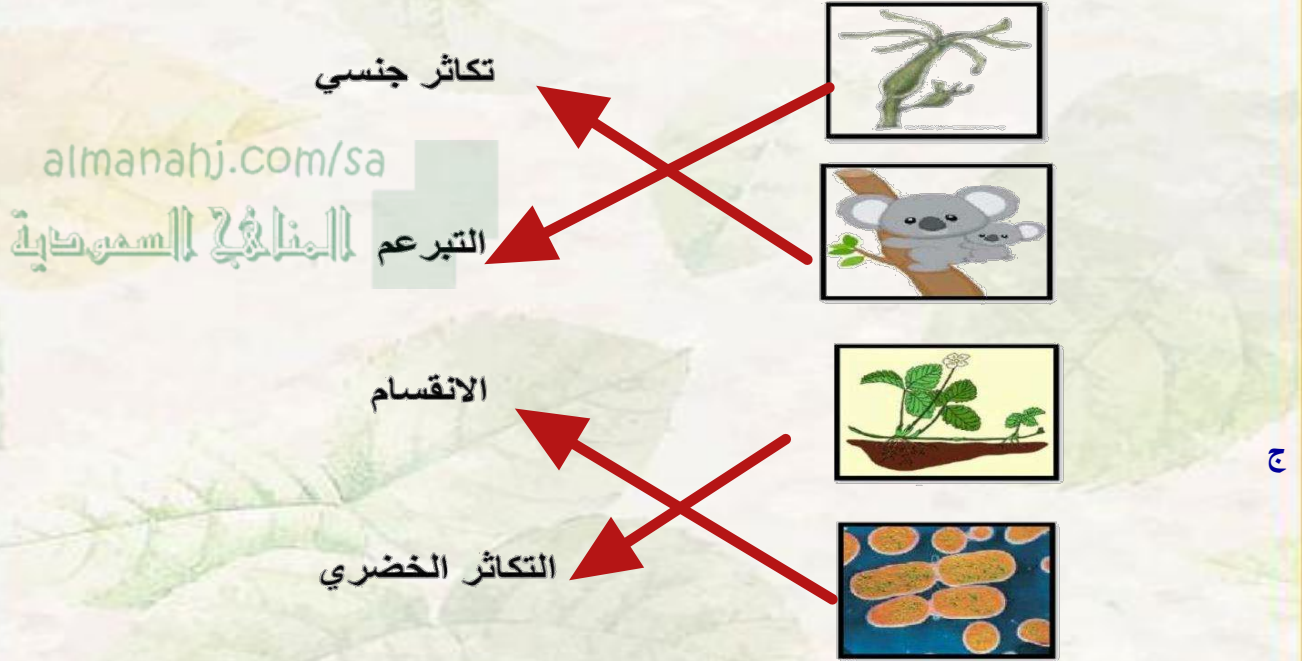 تكاثر جنسي
almanahj.com/sa
المناهج السعودية
التبرعم
الانقسام
ج
التكاثر الخضري